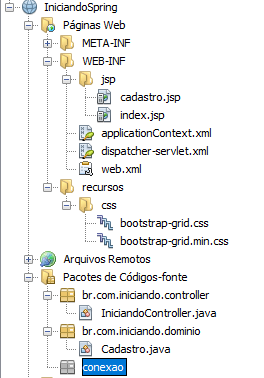 IniciandoSpring
Páginas Web
META-INF
WEB-INF
jsp
cadastro.jsp
index.jsp
applicationContext.xml
dispatcher-servlet.xml
web.xml
recursos
css
bootstrap-grid.css
bootstrap-grid.min.css
Arquivos Remotos
Pacotes de Códigos-fonte
br.com.iniciando.controller
IniciandoController.java
br.com.iniciando.dominio
Cadastro.java
conexao